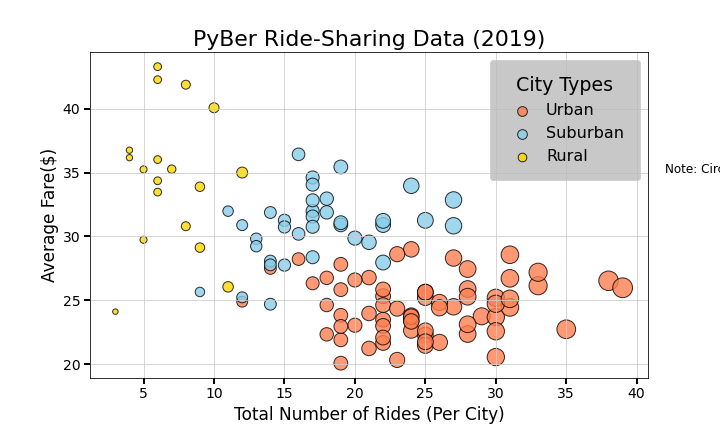 PyBer Ride-Sharing Data (2019)
City Types
Urban
Suburban
Rural
Note: Circ
Average Fare($)
40
35
30
25
20
5 10 15 20 25 30 35 40
Total Number of Rides (Per City)